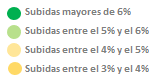 Subidas mayores de 6%
Subidas entre el 5% y el 6%
Subidas entre el 4% y el 5%
Subidas entre el 3% y el 4%